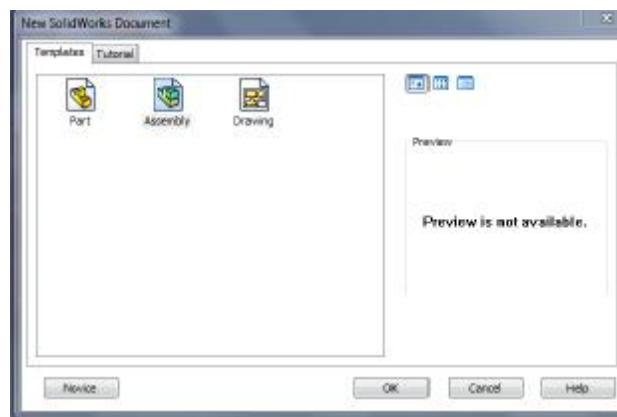 New SolidWorks Document
Templates Tutorial
Part Assembly Drawing
Preview
Preview is not available.
Novice OK Cancel Help